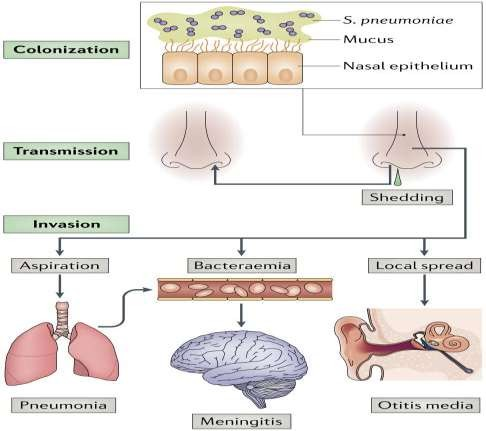 Colonization
S. pneumoniae
Mucus
Nasal epithelium
Transmission
Shedding
Invasion
Aspiration
Bacteraemia
Local spread
Pneumonia
Meningitis
Otitis media